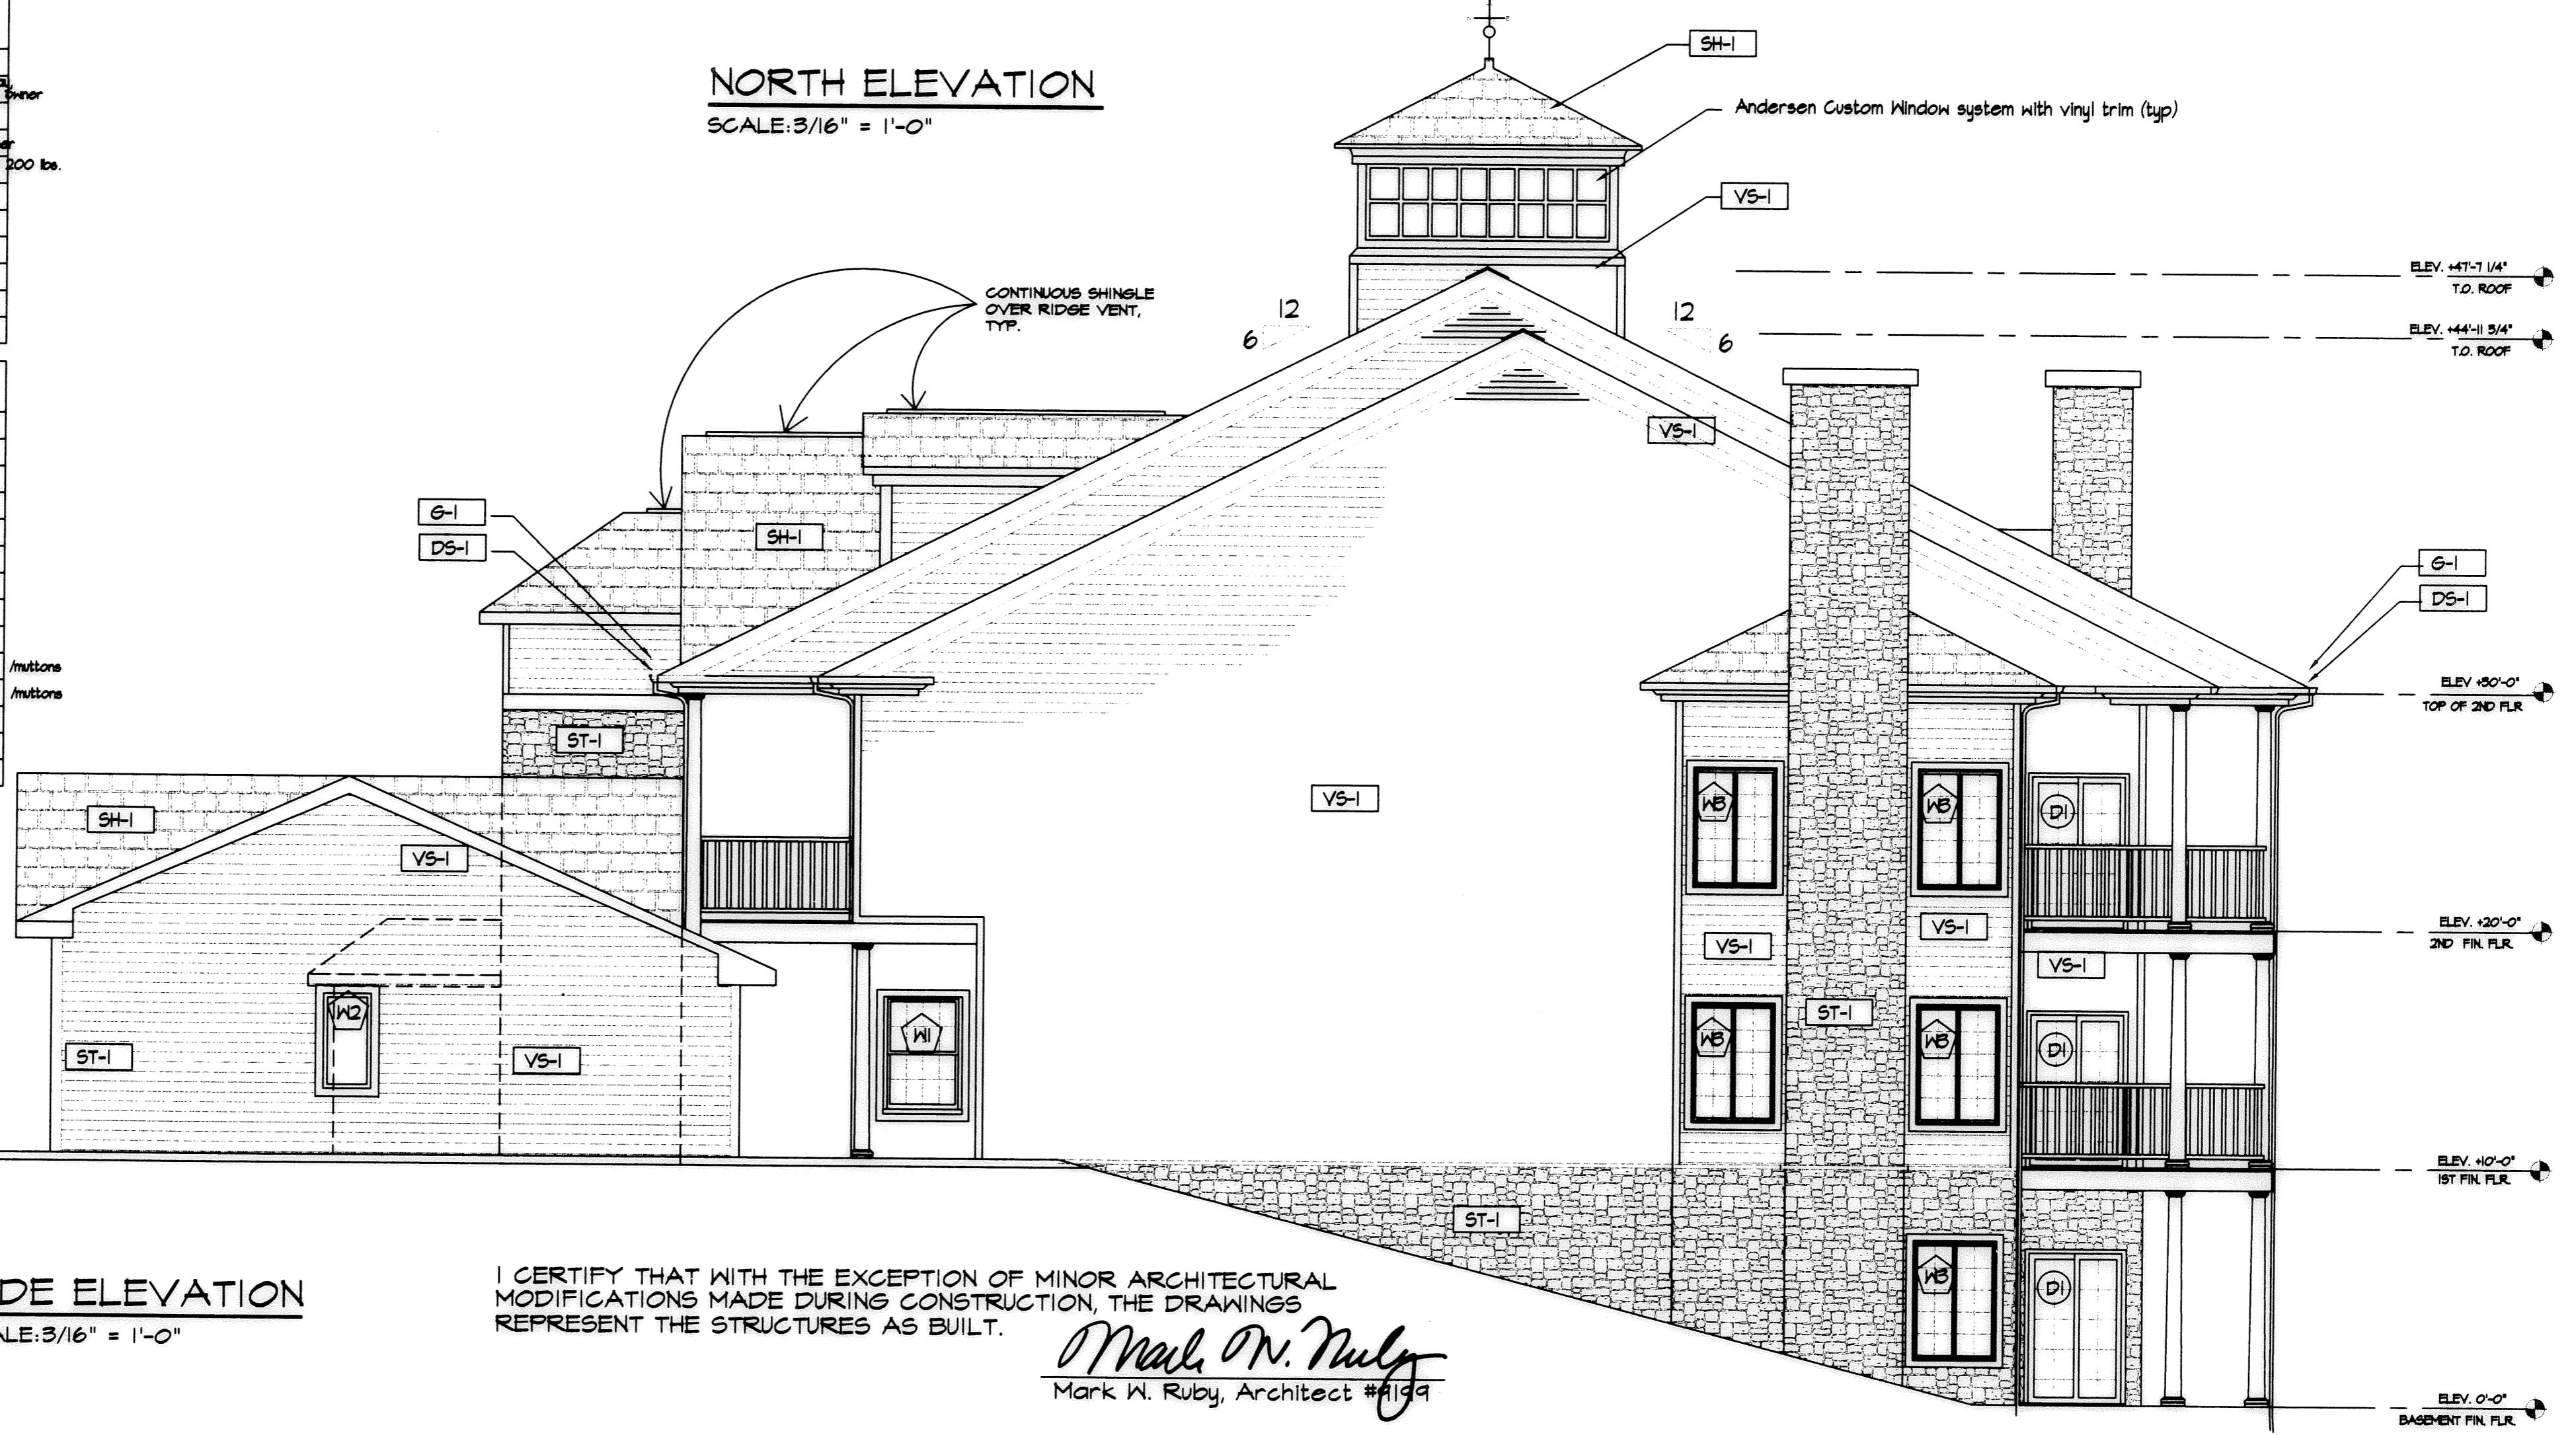 owner
200 lbs.
/muttons
/muttons
NORTH ELEVATION
SCALE:3/16" = 1'-0"
SH-1
Andersen Custom Window system with vinyl trim (typ)
VS-1
ELEV. +47'-7 1/4"
T.O. ROOF
CONTINUOUS SHINGLE
OVER RIDGE VENT,
TYP.
12
6
12
6
ELEV. +44'-11 3/4"
T.O. ROOF
VS-1
G-1
DS-1
SH-1
G-1
DS-1
ELEV +30'-0"
TOP OF 2ND FLR
ST-1
SH-1
VS-1
VS-1
W3
W3
D1
VS-1
VS-1
ELEV. +20'-0"
2ND FIN. FLR.
VS-1
W2
W1
W3
ST-1
W3
D1
ST-1
VS-1
ELEV. +10'-0"
1ST FIN. FLR.
ST-1
W3
D1
DE ELEVATION
ALE:3/16" = 1'-0"
I CERTIFY THAT WITH THE EXCEPTION OF MINOR ARCHITECTURAL
MODIFICATIONS MADE DURING CONSTRUCTION, THE DRAWINGS
REPRESENT THE STRUCTURES AS BUILT.
Mark W. Ruby
Mark W. Ruby, Architect #9199
ELEV. 0'-0"
BASEMENT FIN. FLR.